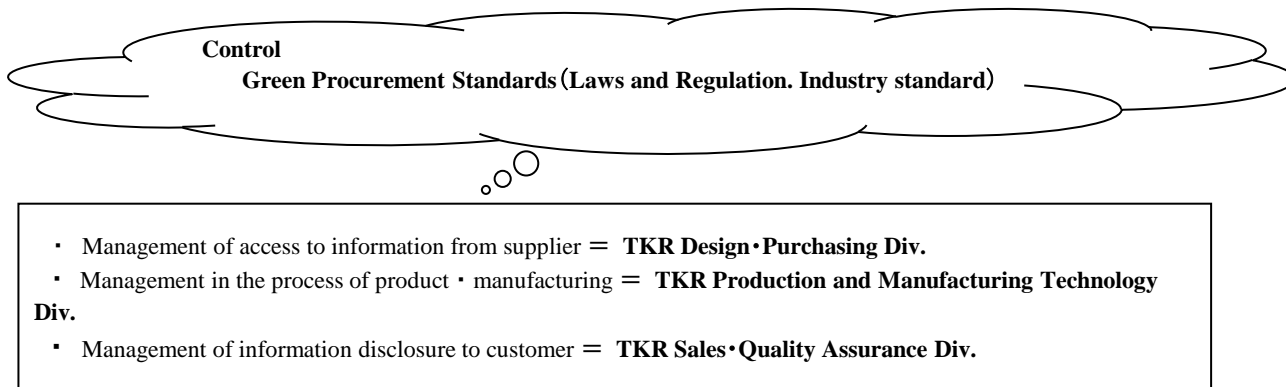 Control
Green Procurement Standards(Laws and Regulation. Industry standard)
・ Management of access to information from supplier = TKR Design・Purchasing Div.
・ Management in the process of product・manufacturing = TKR Production and Manufacturing Technology
Div.
・ Management of information disclosure to customer = TKR Sales・Quality Assurance Div.